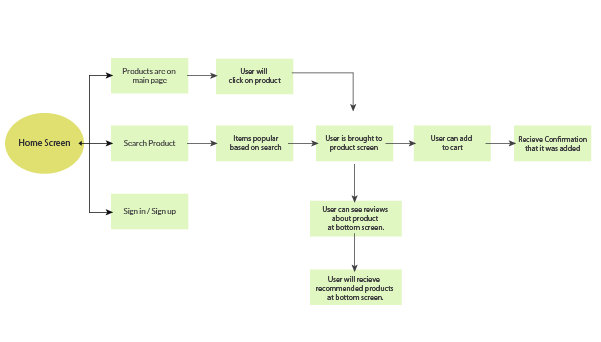 Home Screen
Products are on
main page
User will
click on product
Search Product
Items popular
based on search
User is brought to
product screen
User can add
to cart
Recieve Confirmation
that it was added
Sign in / Sign up
User can see reviews
about product
at bottom screen.
User will recieve
recommended products
at bottom screen.